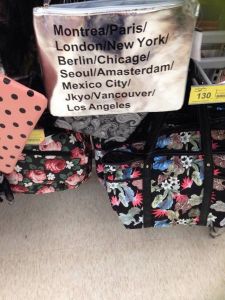 Montrea/Paris/
London/New York/
Berlin/Chicage/
Seoul/Amasterdam/
Mexico City/
Jkyo/Vancouver/
Los Angeles
130